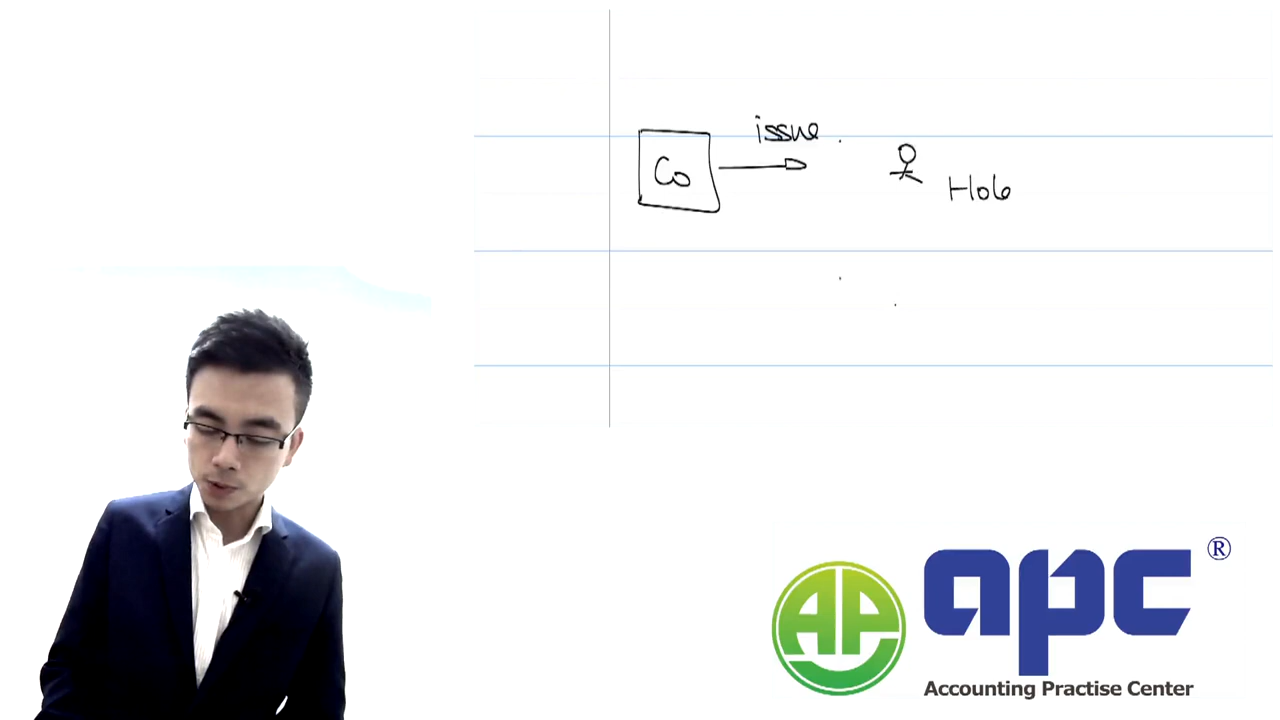 issue
Co
Hol
AP
apc ®
Accounting Practise Center